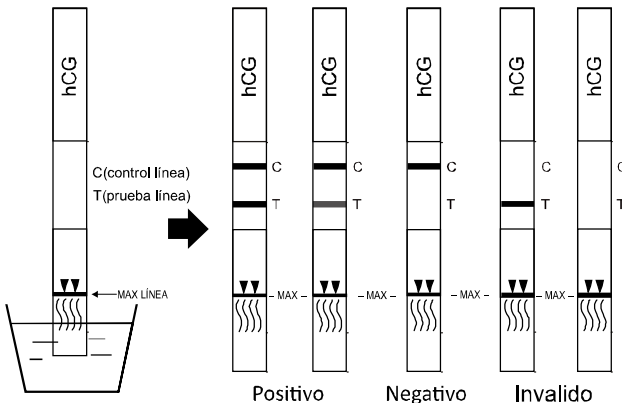 hCG
hCG
hCG
hCG
hCG
hCG
C(control línea)
T(prueba línea)
C
C
C
C
C
T
T
T
T
T
MAX LÍNEA
MAX
MAX
MAX
MAX
Positivo
Negativo
Invalido